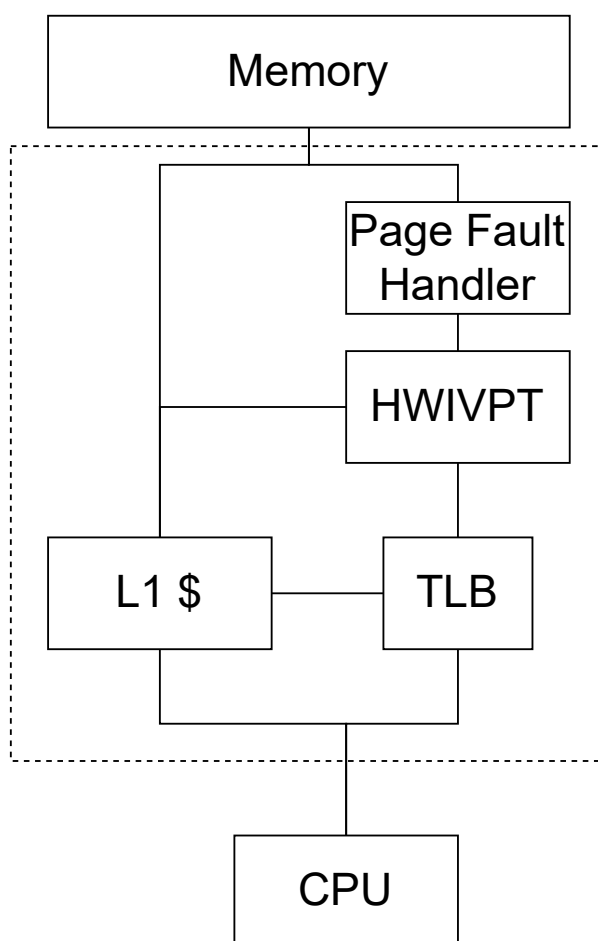 Memory
Page Fault
Handler
HWIVPT
L1 $
TLB
CPU